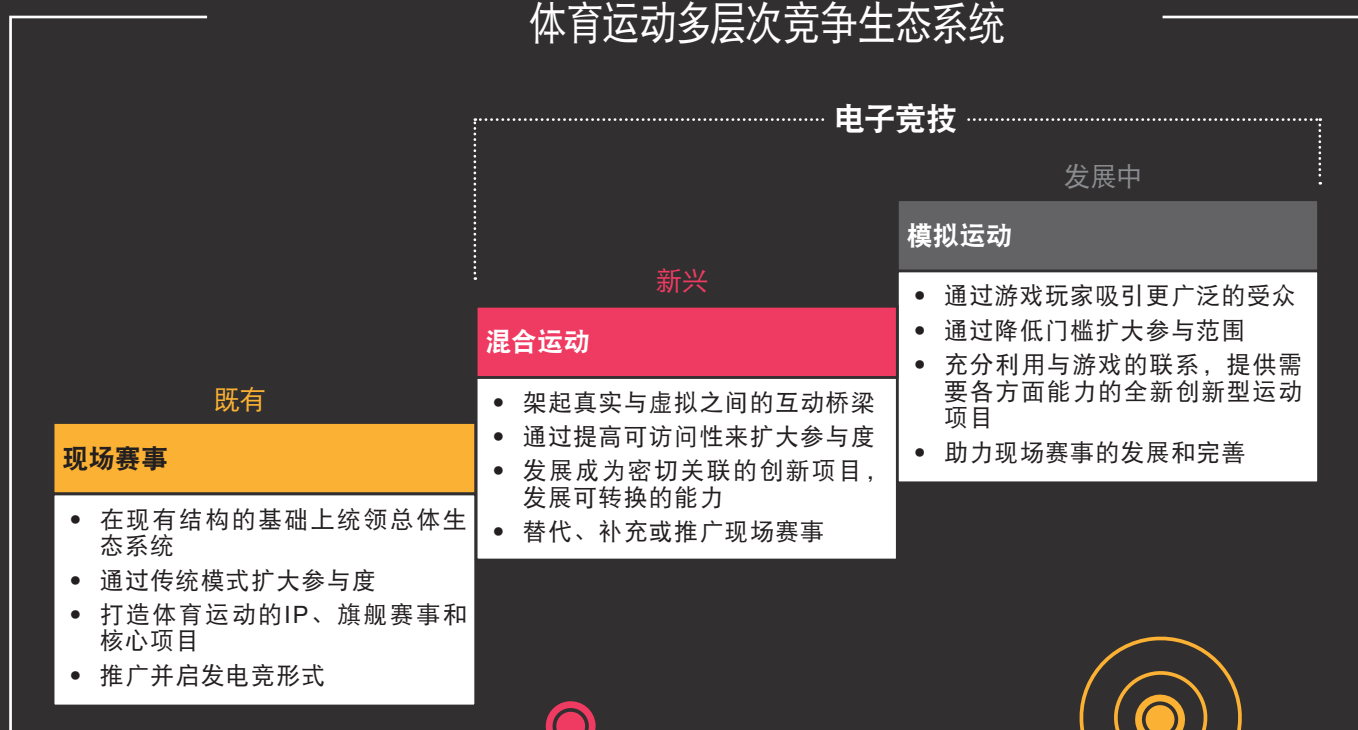 体育运动多层次竞争生态系统
电子竞技
既有
现场赛事
• 在现有结构的基础上统领总体生
态系统
• 通过传统模式扩大参与度
• 打造体育运动的IP、旗舰赛事和
核心项目
• 推广并启发电竞形式
新兴
混合运动
• 架起真实与虚拟之间的互动桥梁
• 通过提高可访问性来扩大参与度
• 发展成为密切关联的创新项目，
发展可转换的能力
• 替代、补充或推广现场赛事
发展中
模拟运动
• 通过游戏玩家吸引更广泛的受众
• 通过降低门槛扩大参与范围
• 充分利用与游戏的联系，提供需
要各方面能力的全新创新型运动
项目
• 助力现场赛事的发展和完善